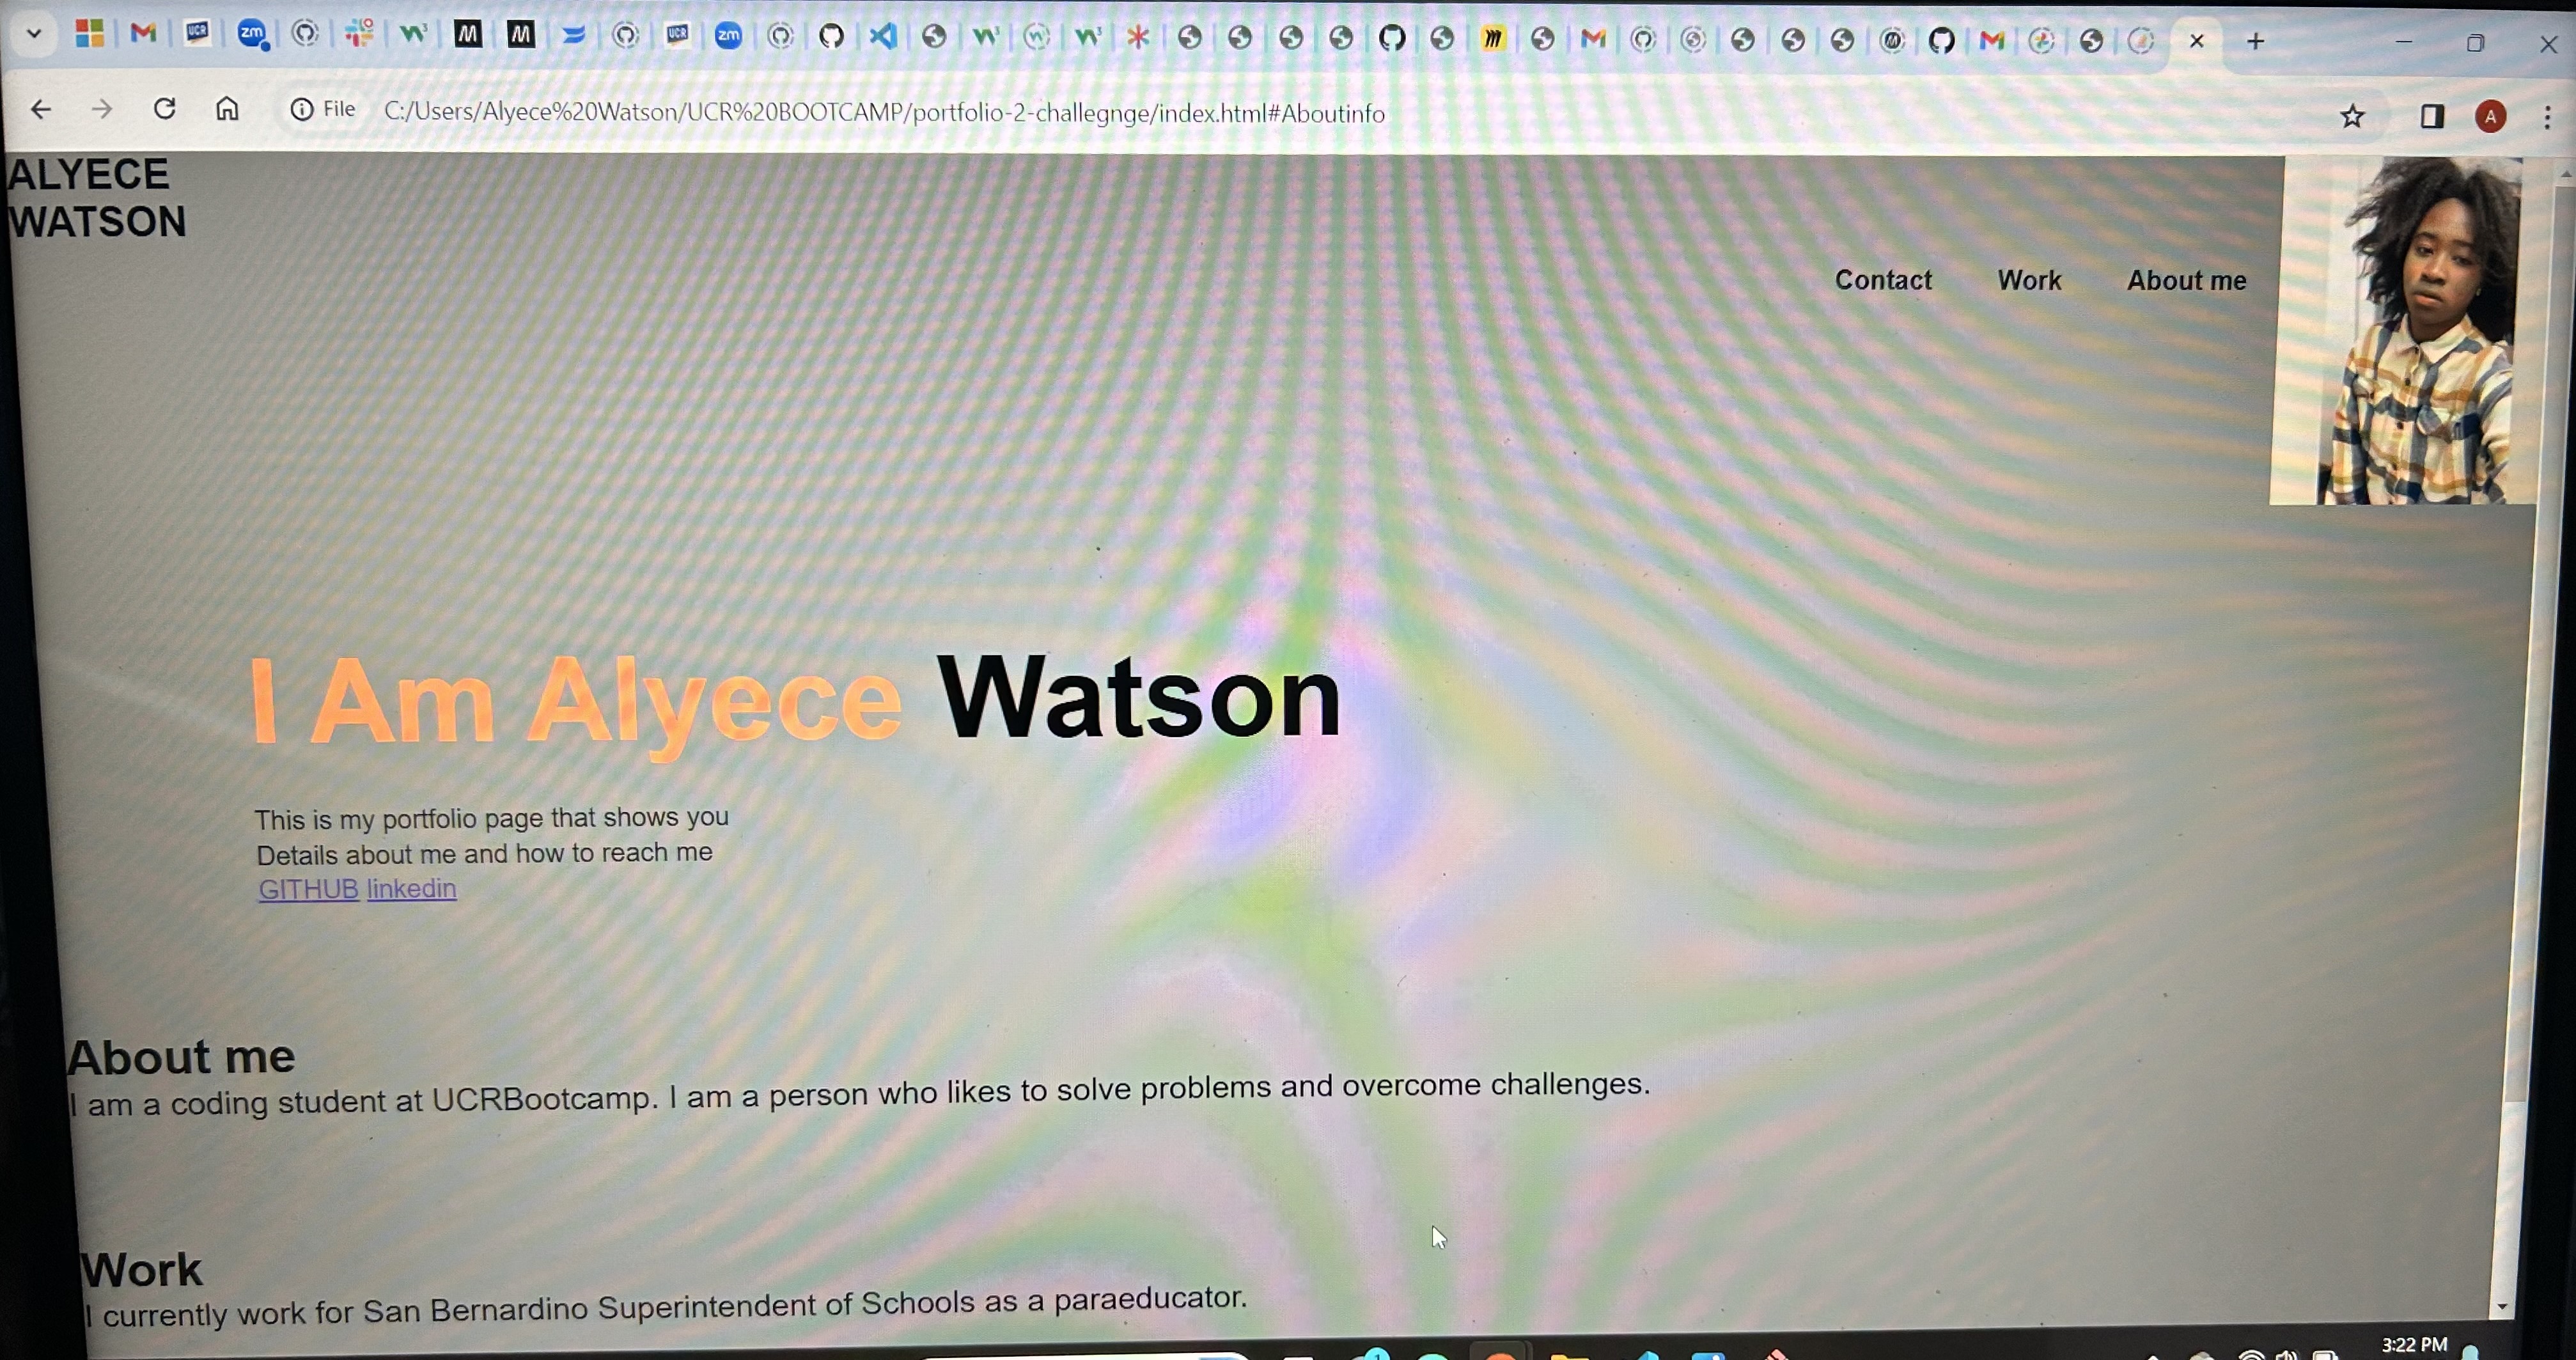 File C:/Users/Alyece%20Watson/UCR%20BOOTCAMP/portfolio-2-challegnge/index.html#Aboutinfo
ALYECE
WATSON
Contact Work About me
I Am Alyece Watson
This is my portfolio page that shows you
Details about me and how to reach me
GITHUB linkedin
About me
I am a coding student at UCRBootcamp. I am a person who likes to solve problems and overcome challenges.
Work
I currently work for San Bernardino Superintendent of Schools as a paraeducator.
3:22 PM